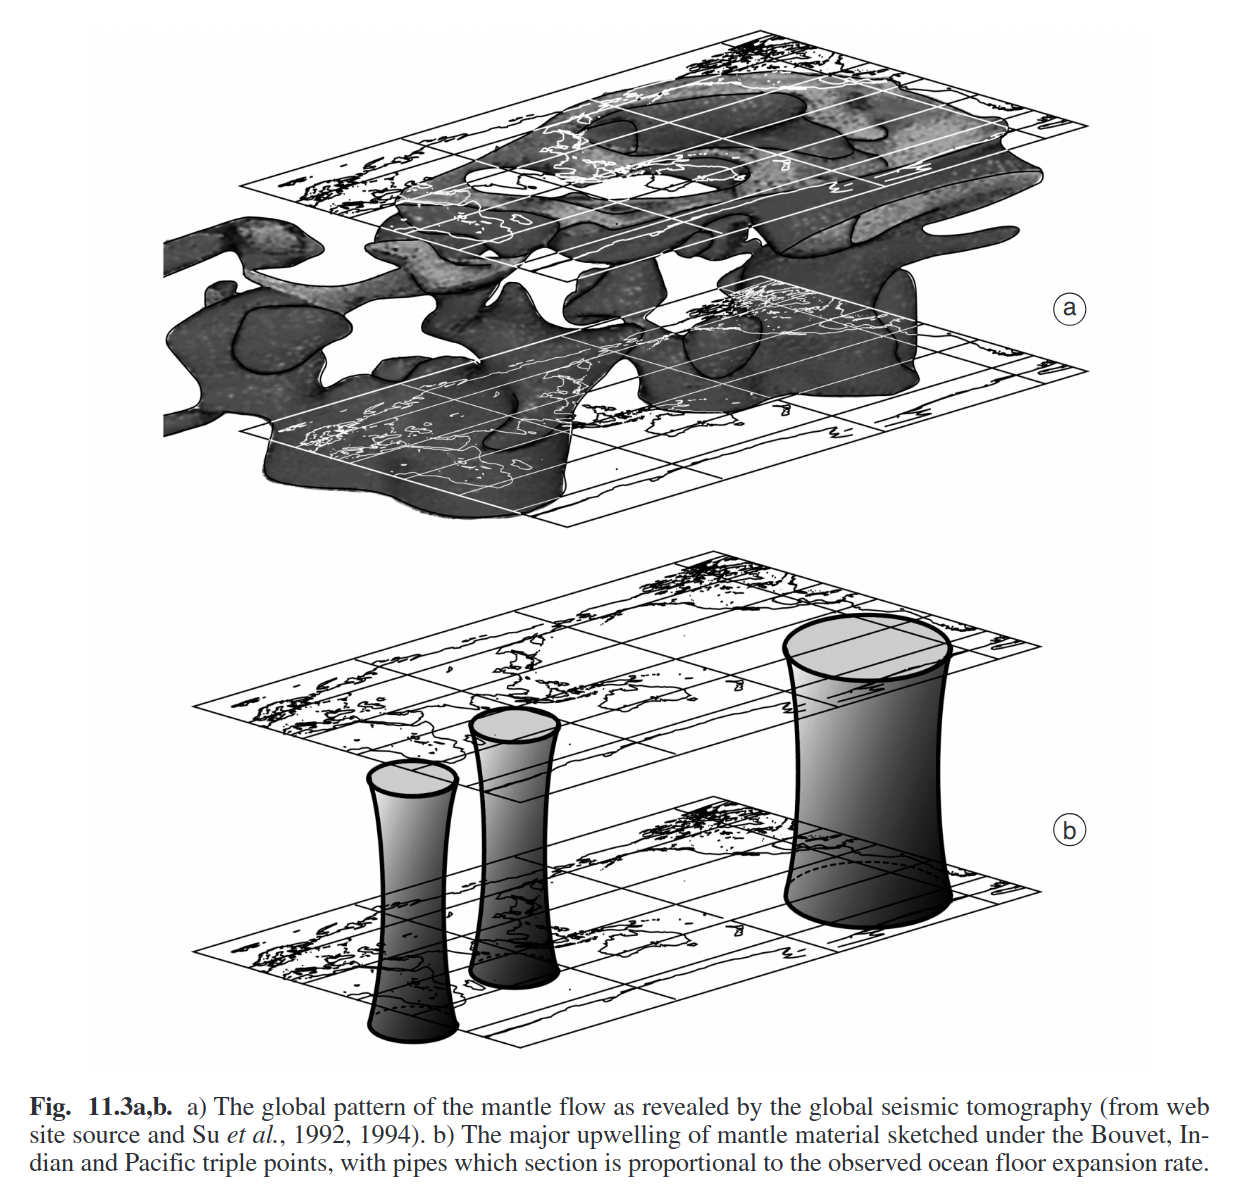 a
b
Fig. 11.3a,b. a) The global pattern of the mantle flow as revealed by the global seismic tomography (from web
site source and Su et al., 1992, 1994). b) The major upwelling of mantle material sketched under the Bouvet, In-
dian and Pacific triple points, with pipes which section is proportional to the observed ocean floor expansion rate.